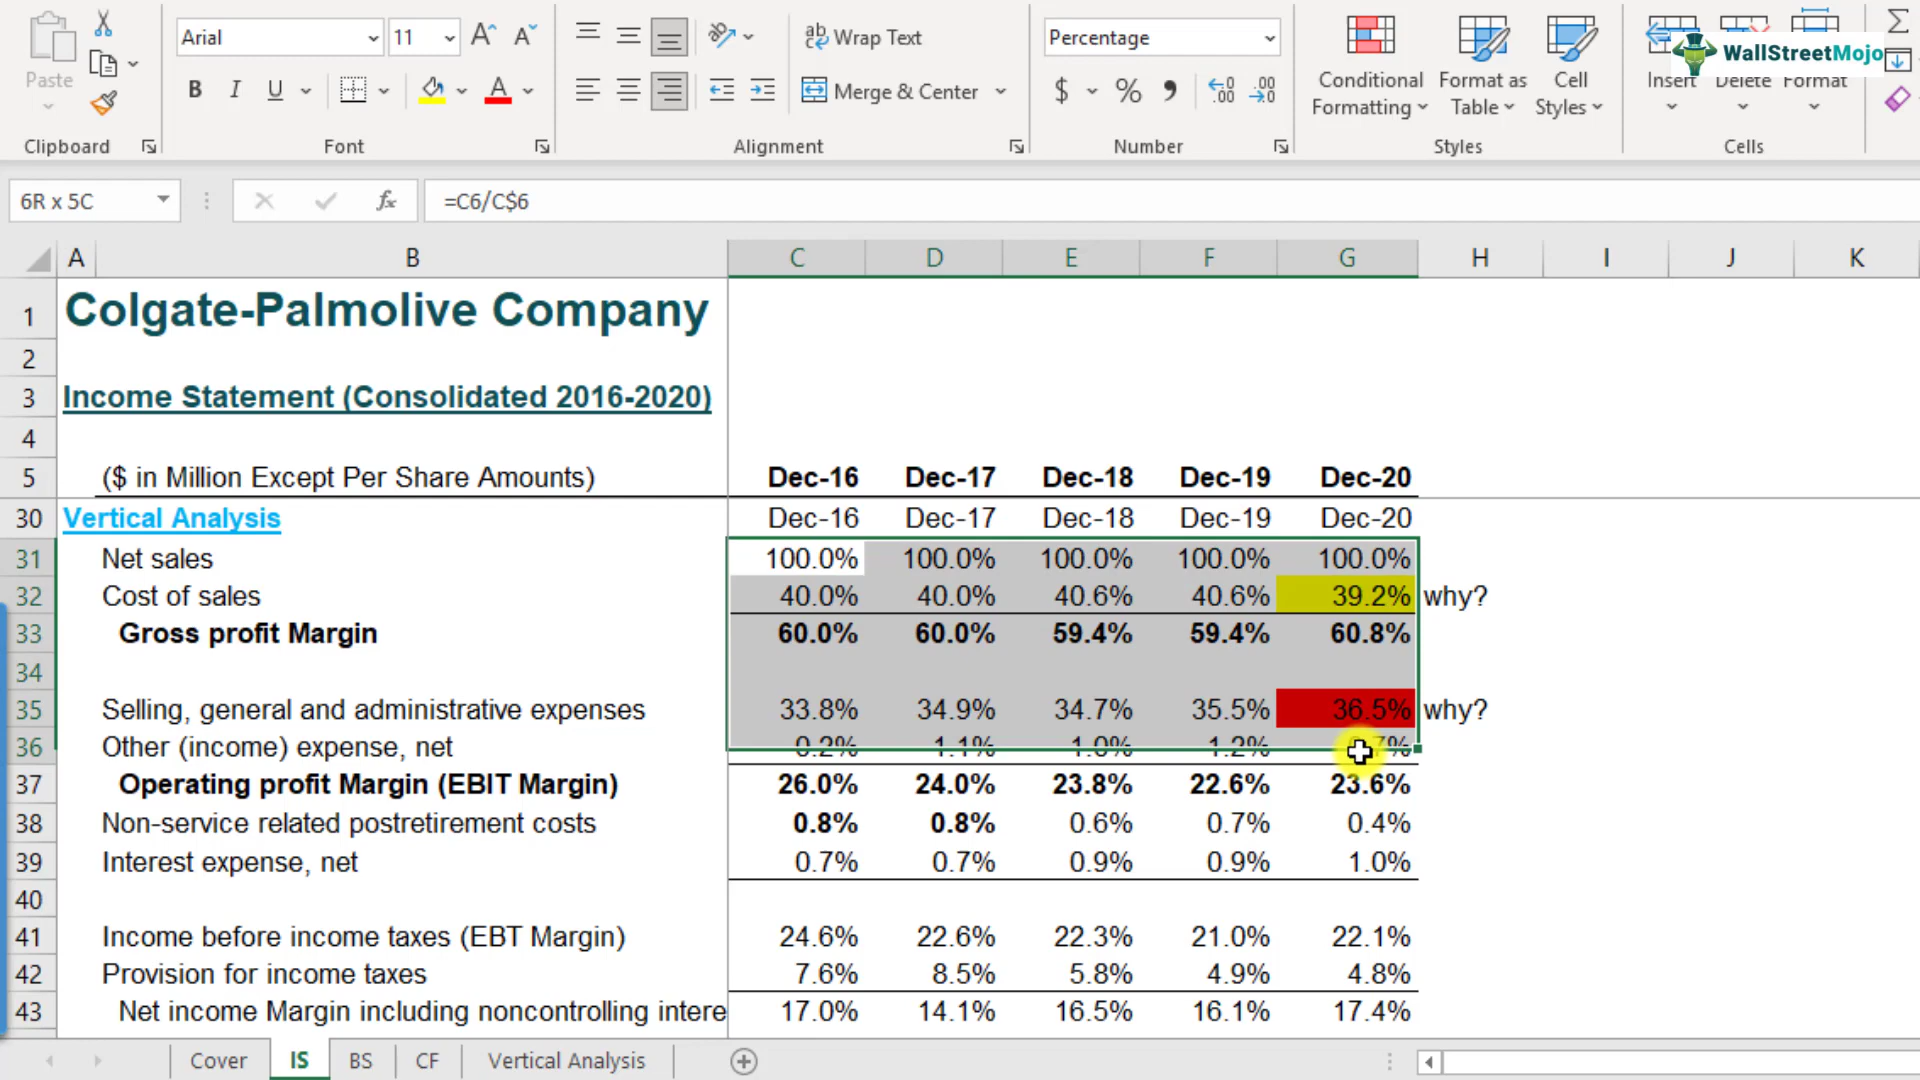 Arial 11 Wrap Text Percentage WallStreetMojo
Paste B I U Merge & Center $ % Conditional Formatting Format as Table Cell Styles Insert Delete Format
Clipboard Font Alignment Number Styles Cells
6R x 5C fx =C6/C$6
A B C D E F G H I J K
1 Colgate-Palmolive Company
2
3 Income Statement (Consolidated 2016-2020)
4
5 ($ in Million Except Per Share Amounts) Dec-16 Dec-17 Dec-18 Dec-19 Dec-20
30 Vertical Analysis Dec-16 Dec-17 Dec-18 Dec-19 Dec-20
31 Net sales 100.0% 100.0% 100.0% 100.0% 100.0%
32 Cost of sales 40.0% 40.0% 40.6% 40.6% 39.2% why?
33 Gross profit Margin 60.0% 60.0% 59.4% 59.4% 60.8%
34
35 Selling, general and administrative expenses 33.8% 34.9% 34.7% 35.5% 36.5% why?
36 Other (income) expense, net 0.2% 1.1% 1.0% 1.2%
37 Operating profit Margin (EBIT Margin) 26.0% 24.0% 23.8% 22.6% 23.6%
38 Non-service related postretirement costs 0.8% 0.8% 0.6% 0.7% 0.4%
39 Interest expense, net 0.7% 0.7% 0.9% 0.9% 1.0%
40
41 Income before income taxes (EBT Margin) 24.6% 22.6% 22.3% 21.0% 22.1%
42 Provision for income taxes 7.6% 8.5% 5.8% 4.9% 4.8%
43 Net income Margin including noncontrolling intere 17.0% 14.1% 16.5% 16.1% 17.4%
Cover IS BS CF Vertical Analysis